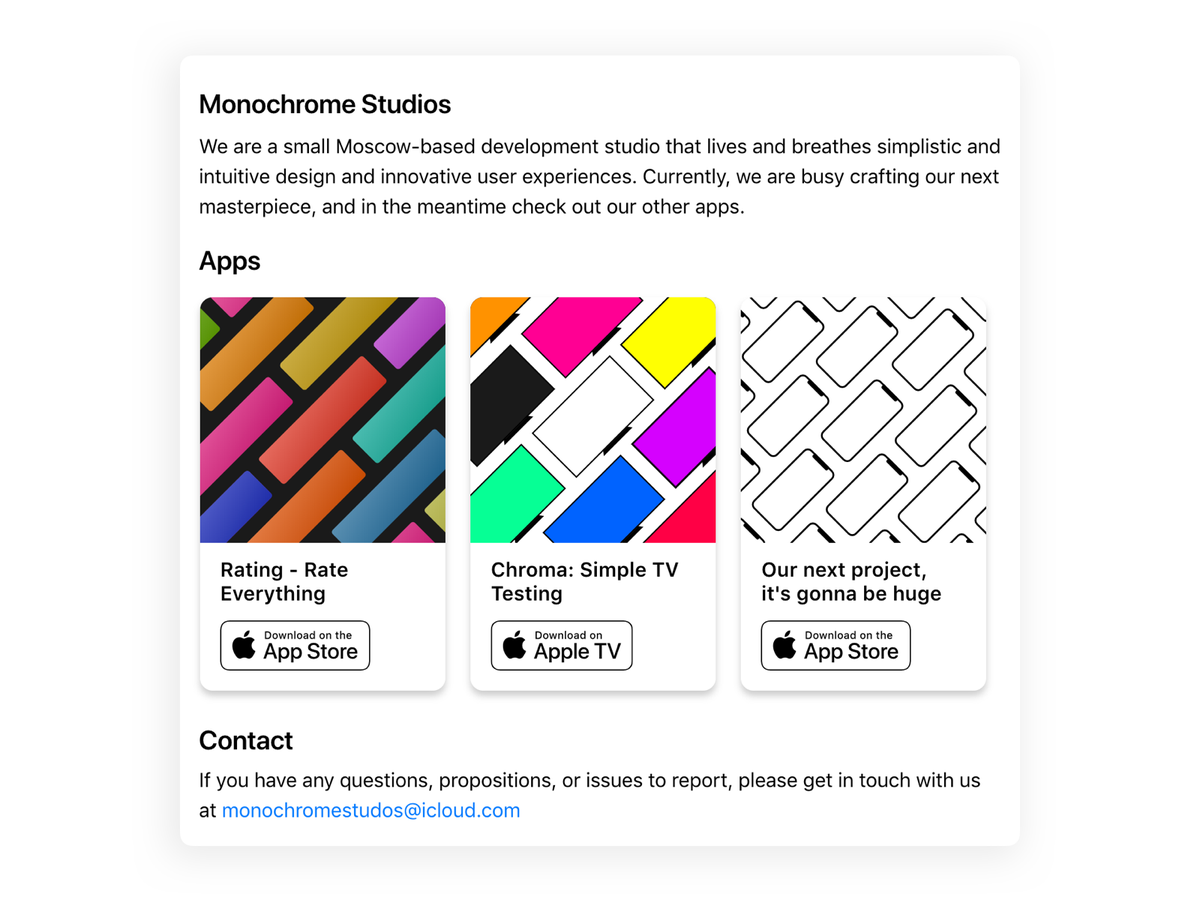 Monochrome Studios
We are a small Moscow-based development studio that lives and breathes simplistic and
intuitive design and innovative user experiences. Currently, we are busy crafting our next
masterpiece, and in the meantime check out our other apps.
Apps
Rating - Rate
Everything
Download on the
App Store
Chroma: Simple TV
Testing
Download on
Apple TV
Our next project,
it's gonna be huge
Download on the
App Store
Contact
If you have any questions, propositions, or issues to report, please get in touch with us
at monochromestudos@icloud.com